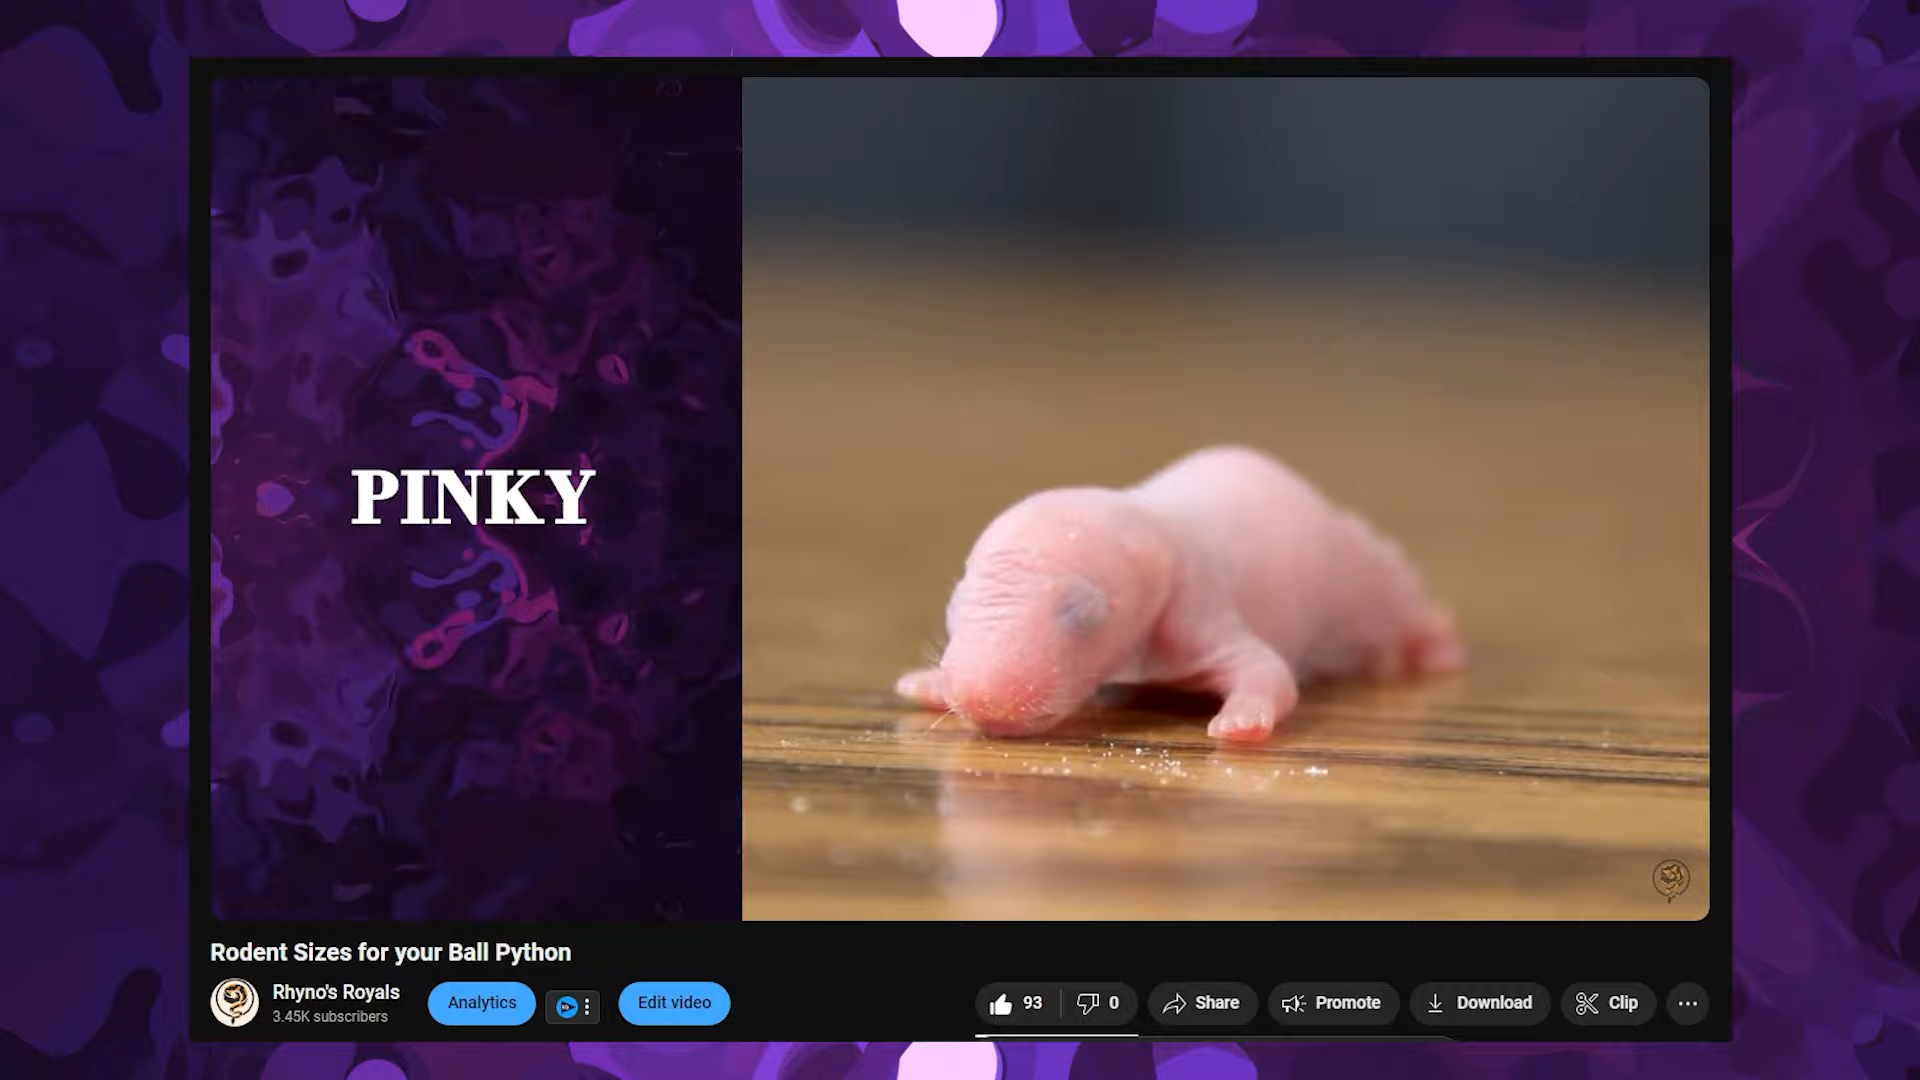 PINKY
Rodent Sizes for your Ball Python
Rhyno's Royals
3.45K subscribers
Analytics
Edit video
93
0
Share
Promote
Download
Clip